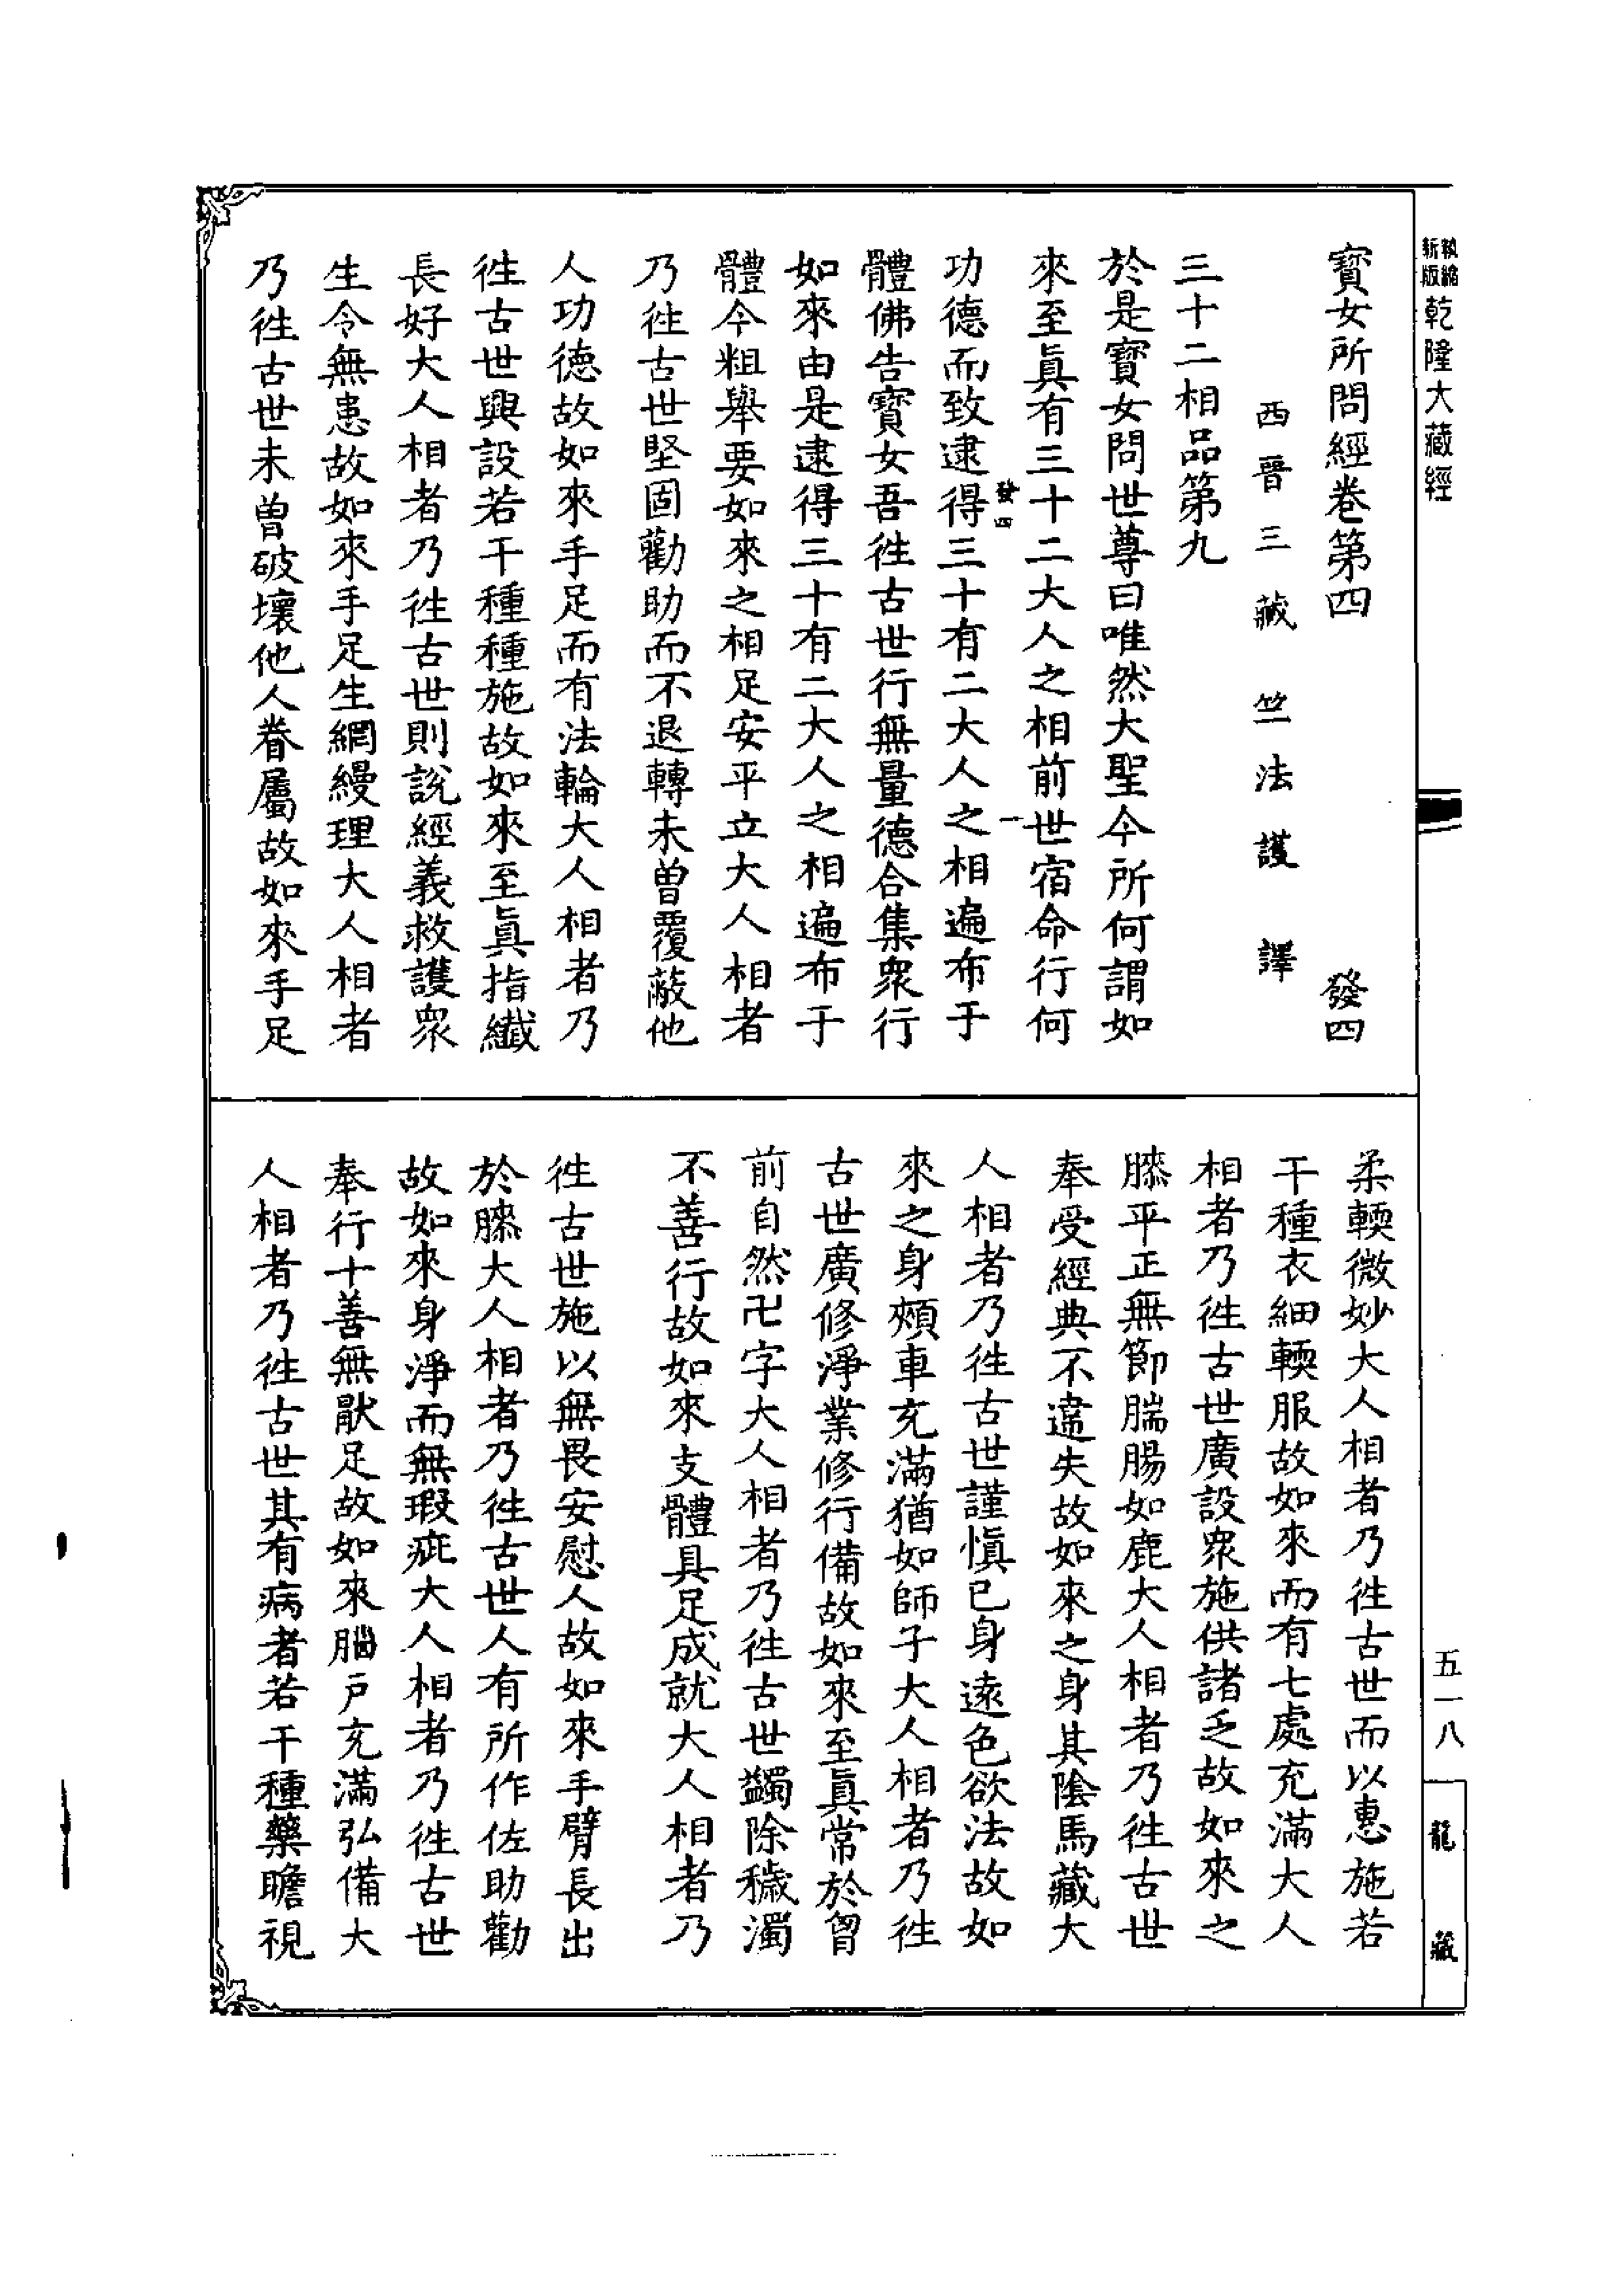 新版
軌縮
乾隆大藏經
寶女所問經卷第四 發四
西晉三藏竺法護譯
三十二相品第九
於是寶女問世尊曰唯然大聖今所何謂如
來至眞有三十二大人之相前世宿命行何
發四 一
功德而致逮得三十有二大人之相遍布于
體佛告寶女吾往古世行無量德合集衆行
如來由是逮得三十有二大人之相遍布于
體今粗舉要如來之相足安平立大人相者
乃往古世堅固勸助而不退轉未曾覆蔽他
人功德故如來手足而有法輪大人相者乃
往古世興設若干種種施故如來至眞指纖
長好大人相者乃往古世則說經義救護衆
生令無患故如來手足生網縵理大人相者
乃往古世未曾破壞他人眷屬故如來手足
柔輭微妙大人相者乃往古世而以惠施若
干種衣細輭服故如來而有七處充滿大人
相者乃往古世廣設衆施供諸乏故如來之
膝平正無節腨腸如鹿大人相者乃往古世
奉受經典不違失故如來之身其陰馬藏大
人相者乃往古世謹愼已身遠色欲法故如
來之身頰車充滿猶如師子大人相者乃往
古世廣修淨業修行備故如來至眞常於曾
前自然卍字大人相者乃往古世蠲除穢濁
不善行故如來支體具足成就大人相者乃
往古世施以無畏安慰人故如來手臂長出
於膝大人相者乃往古世人有所作佐助勸
故如來身淨而無瑕疵大人相者乃往古世
奉行十善無厭足故如來腦戶充滿弘備大
人相者乃往古世其有病者若干種藥瞻視
五一八
龍藏